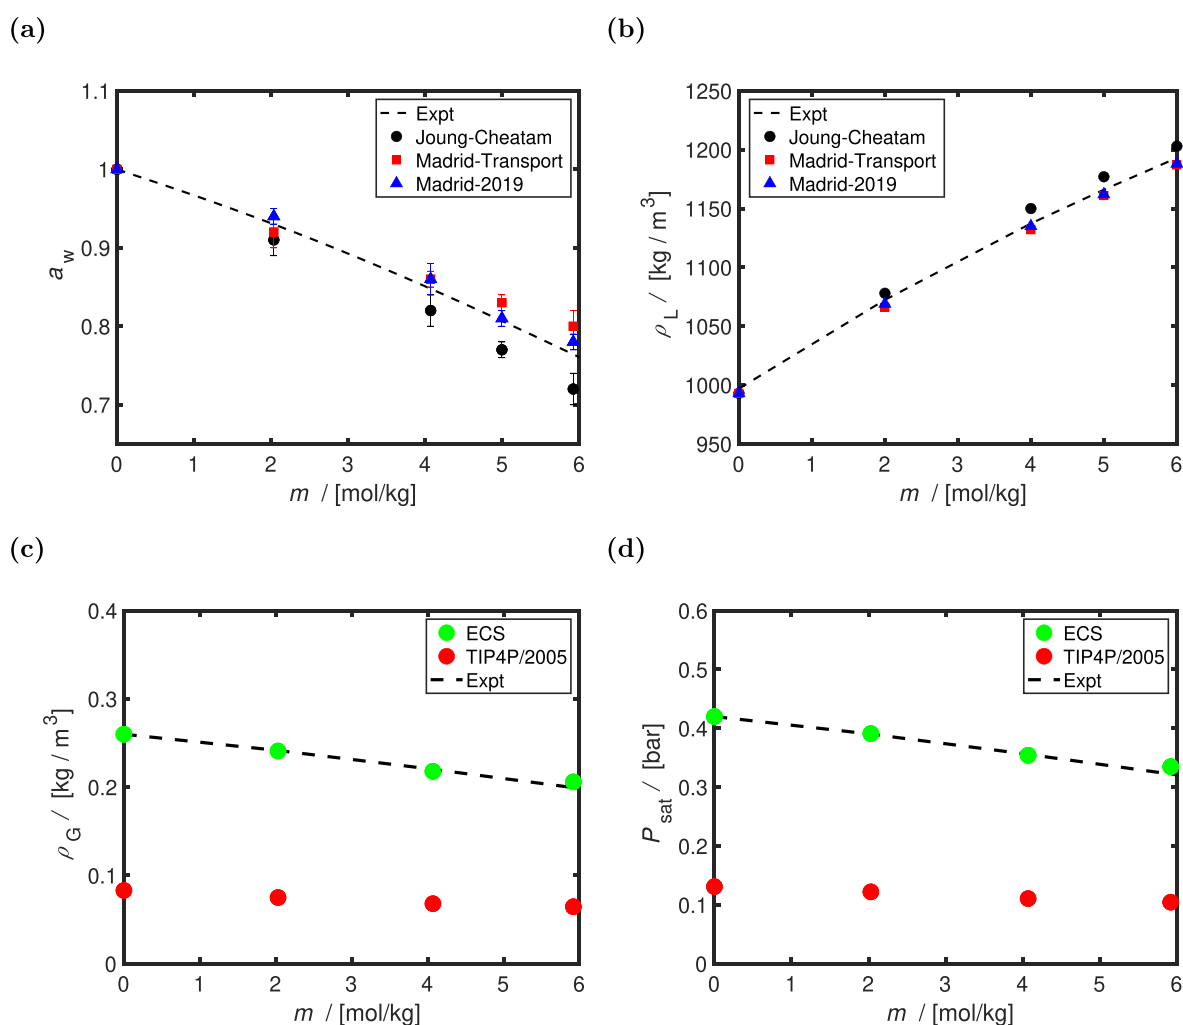 (a)
1.1
1
0.9
0.8
0.7
0 1 2 3 4 5 6
a_w
m / [mol/kg]
Expt
Joung-Cheatam
Madrid-Transport
Madrid-2019
(b)
1250
1200
1150
1100
1050
1000
950
0 1 2 3 4 5 6
ρ_L / [kg / m^3]
m / [mol/kg]
Expt
Joung-Cheatam
Madrid-Transport
Madrid-2019
(c)
0.4
0.3
0.2
0.1
0
0 1 2 3 4 5 6
ρ_G / [kg / m^3]
m / [mol/kg]
ECS
TIP4P/2005
Expt
(d)
0.6
0.5
0.4
0.3
0.2
0.1
0
0 1 2 3 4 5 6
P_sat / [bar]
m / [mol/kg]
ECS
TIP4P/2005
Expt